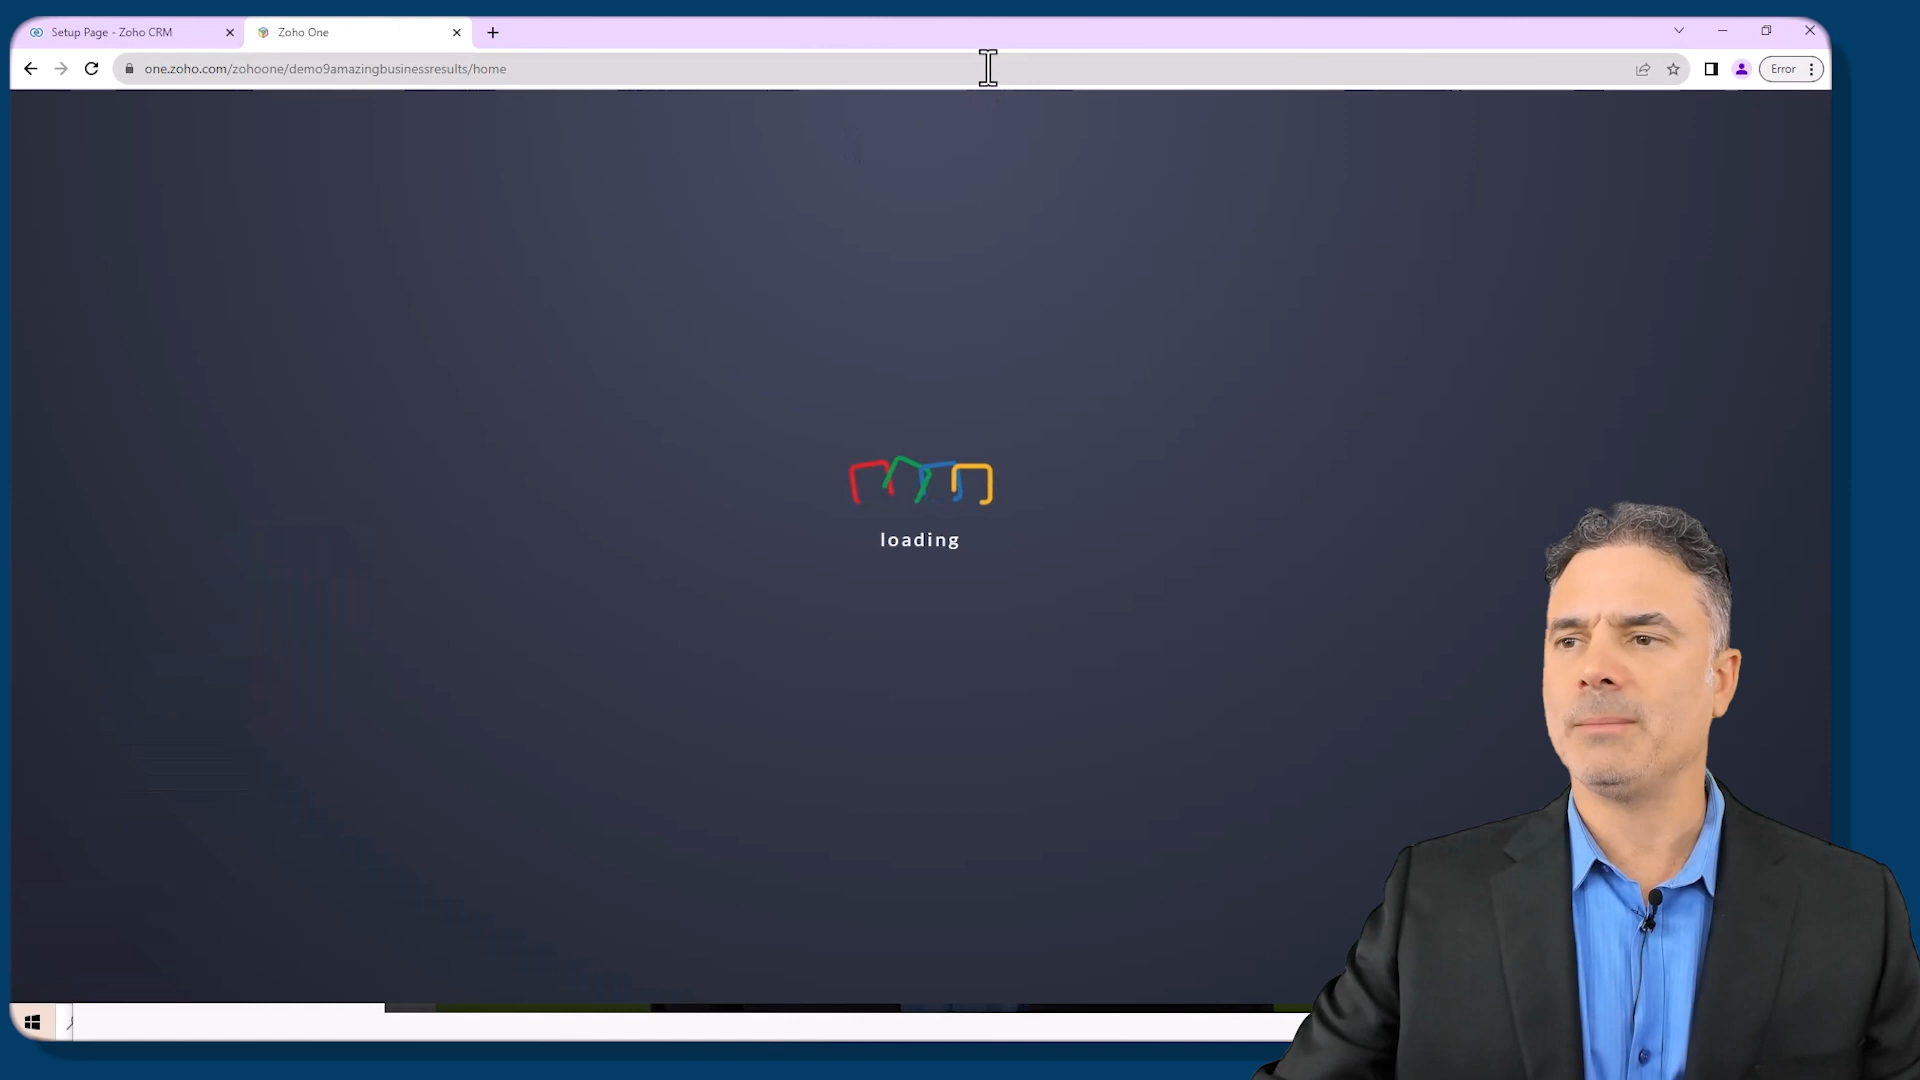 Setup Page - Zoho CRM
Zoho One
one.zoho.com/zohoone/demo9amazingbusinessresults/home
Error
loading